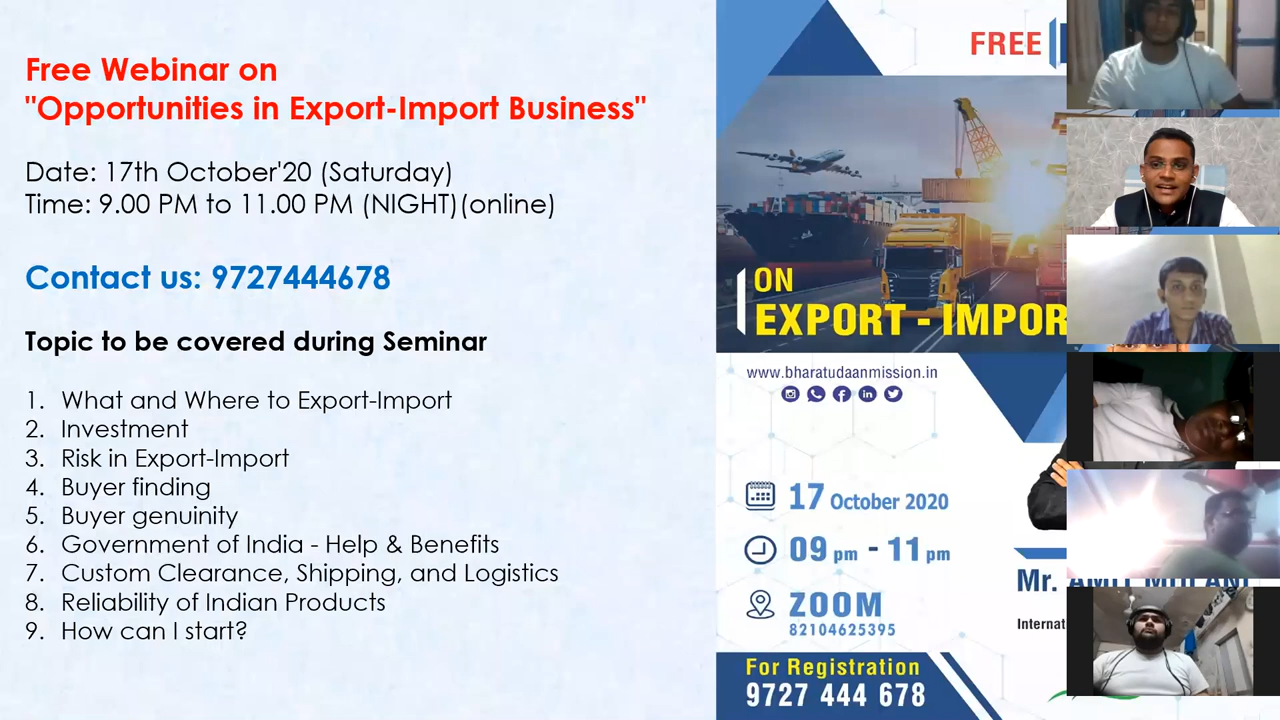 Free Webinar on
"Opportunities in Export-Import Business"
Date: 17th October'20 (Saturday)
Time: 9.00 PM to 11.00 PM (NIGHT)(online)
Contact us: 9727444678
Topic to be covered during Seminar
1. What and Where to Export-Import
2. Investment
3. Risk in Export-Import
4. Buyer finding
5. Buyer genuinity
6. Government of India - Help & Benefits
7. Custom Clearance, Shipping, and Logistics
8. Reliability of Indian Products
9. How can I start?
FREE
ON
EXPORT - IMPOR
www.bharatudaanmission.in
17 October 2020
09 pm - 11 pm
ZOOM
82104625395
Mr.
Internat
For Registration
9727 444 678